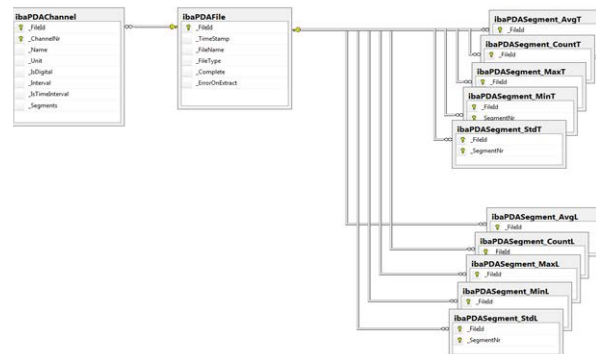 ibaPDAChannel
_FileId
_ChannelNr
_Name
_Unit
_IsDigital
_Interval
_IsTimeInterval
_Segments
ibaPDAFile
_FileId
_TimeStamp
_FileName
_FileType
_Complete
_ErrorOnExtract
ibaPDASegment_AvgT
_FileId
ibaPDASegment_CountT
_FileId
ibaPDASegment_MaxT
_FileId
ibaPDASegment_MinT
_FileId
_SegmentNr
ibaPDASegment_StdT
_FileId
_SegmentNr
ibaPDASegment_AvgL
_FileId
ibaPDASegment_CountL
_FileId
ibaPDASegment_MaxL
_FileId
ibaPDASegment_MinL
_FileId
ibaPDASegment_StdL
_FileId
_SegmentNr